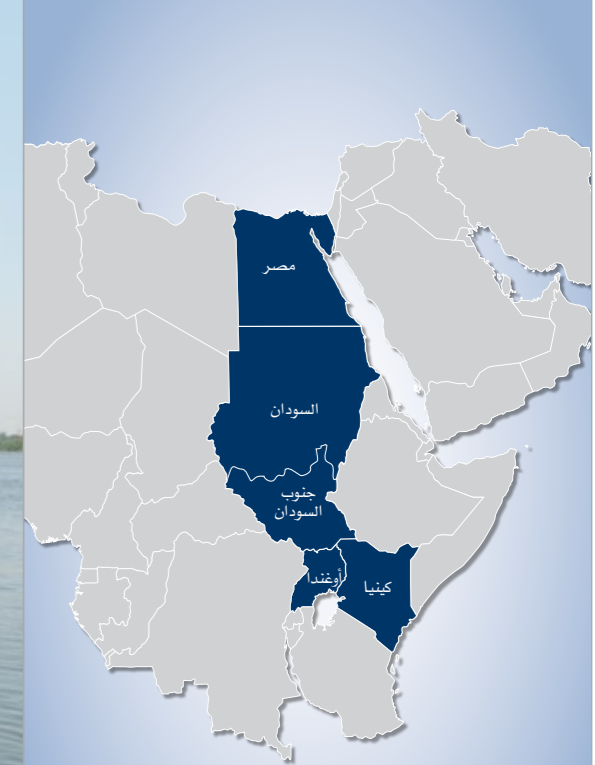 مصر
السودان
جنوب
السودان
أوغندا
كينيا